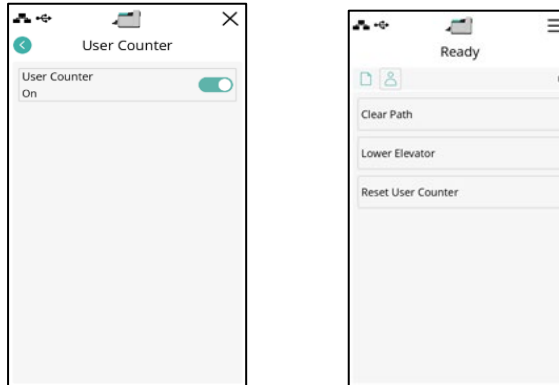 User Counter
User Counter
On
Ready
Clear Path
Lower Elevator
Reset User Counter